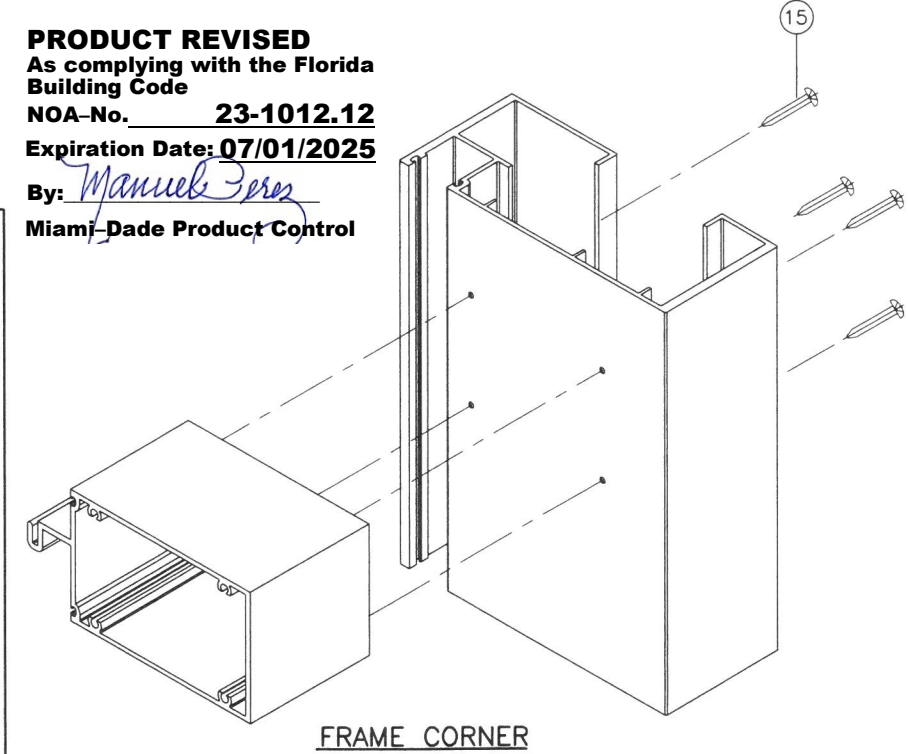 PRODUCT REVISED
As complying with the Florida
Building Code
NOA–No. 23-1012.12
Expiration Date: 07/01/2025
By: Manuel Perez
Miami–Dade Product Control
15
FRAME CORNER